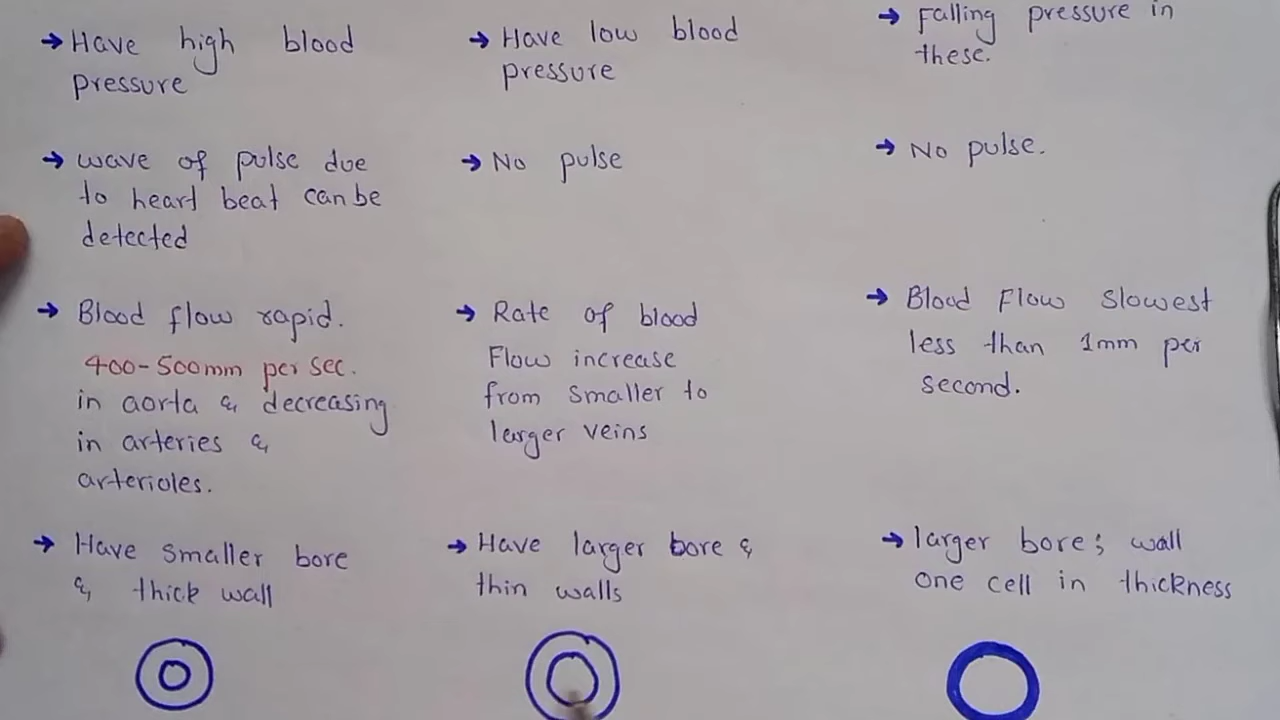 → Have high blood
pressure
→ wave of pulse due
to heart beat can be
detected
→ Blood flow rapid.
400-500mm per sec.
in aorta & decreasing
in arteries &
arterioles.
→ Have smaller bore
& thick wall
→ Have low blood
pressure
→ No pulse
→ Rate of blood
Flow increase
from smaller to
larger veins
→ Have larger bore &
thin walls
→ Falling pressure in
these.
→ No pulse.
→ Blood Flow slowest
less than 1mm per
second.
→ larger bore; wall
one cell in thickness